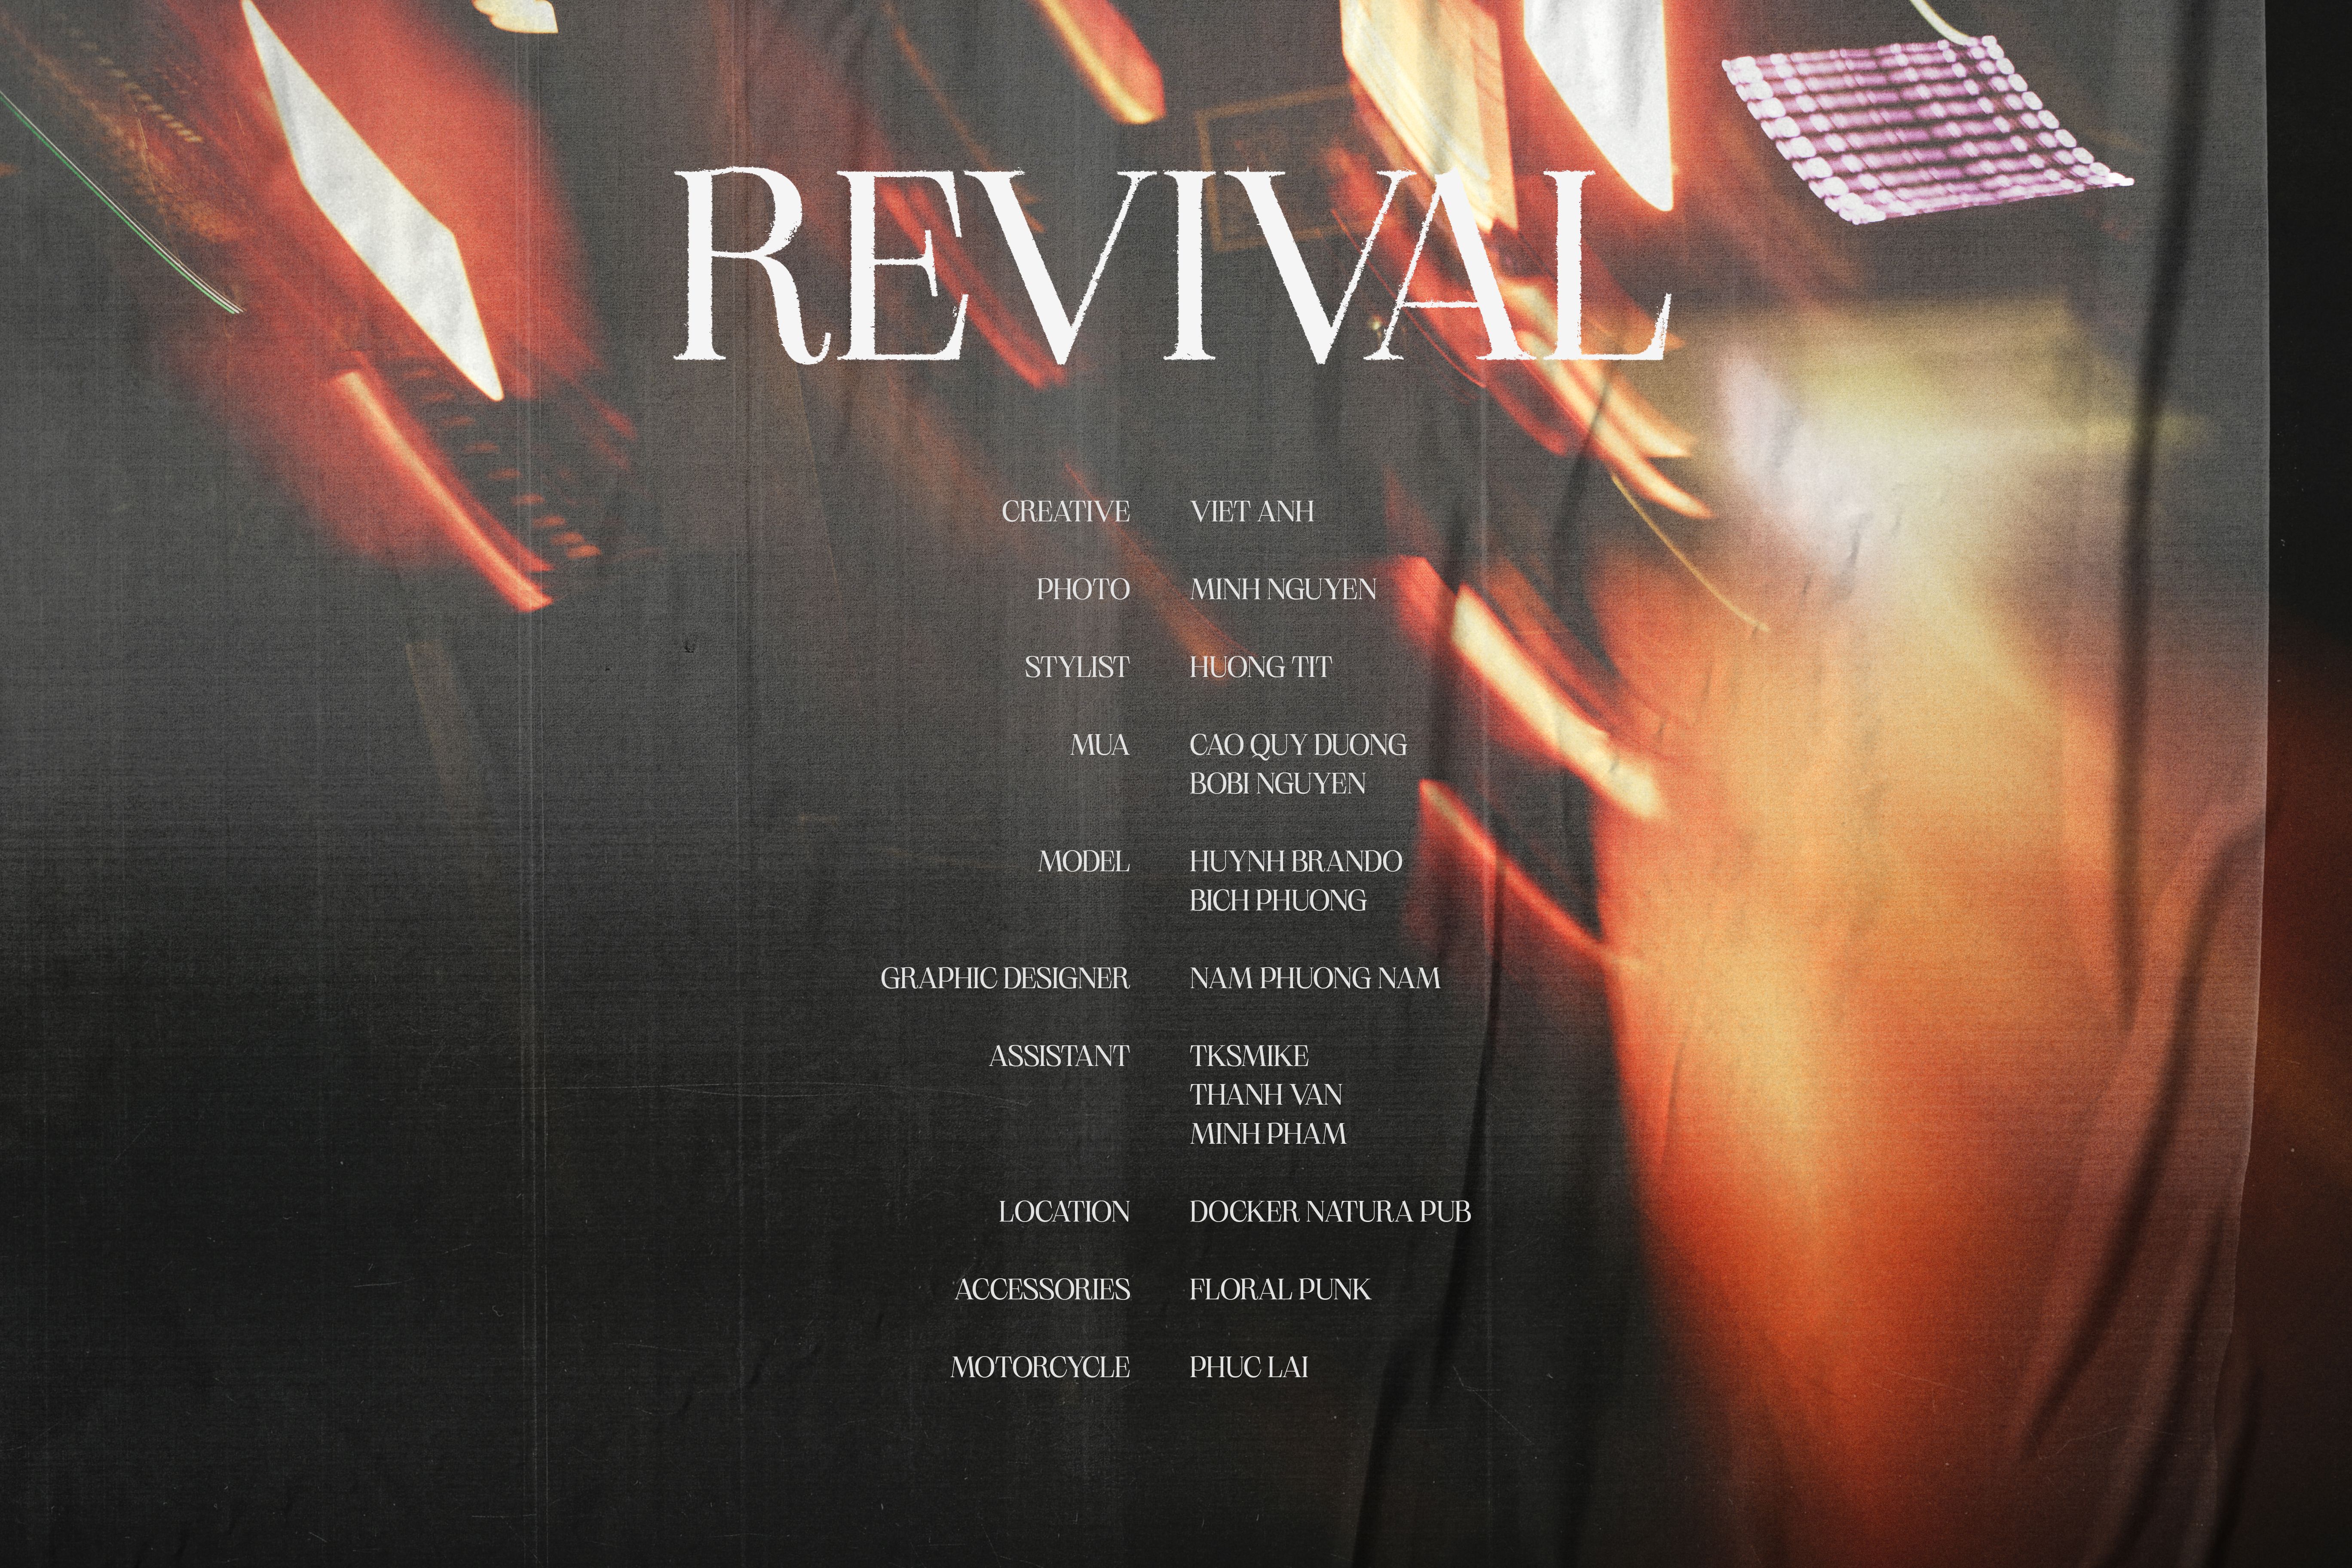 REVIVAL
CREATIVE VIET ANH
PHOTO MINH NGUYEN
STYLIST HUONG TIT
MUA CAO QUY DUONG
BOBI NGUYEN
MODEL HUYNH BRANDO
BICH PHUONG
GRAPHIC DESIGNER NAM PHUONG NAM
ASSISTANT TKSMIKE
THANH VAN
MINH PHAM
LOCATION DOCKER NATURA PUB
ACCESSORIES FLORAL PUNK
MOTORCYCLE PHUC LAI